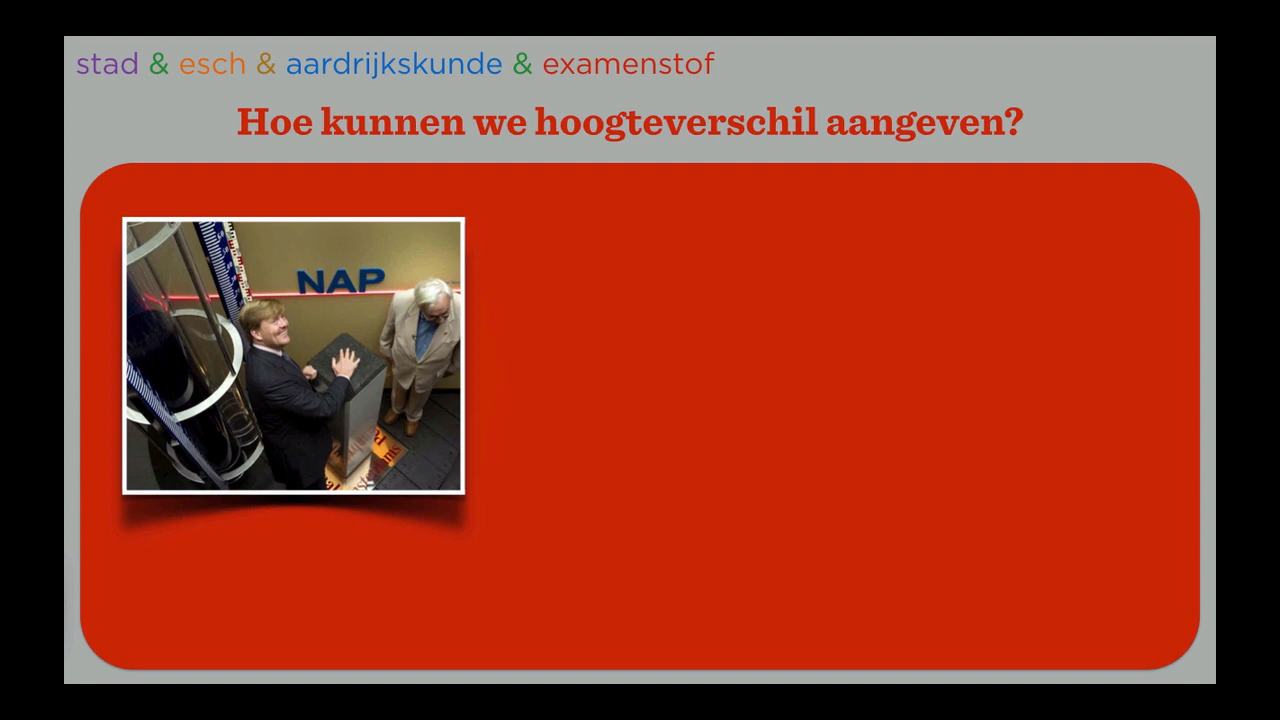 stad & esch & aardrijkskunde & examenstof
Hoe kunnen we hoogteverschil aangeven?
NAP